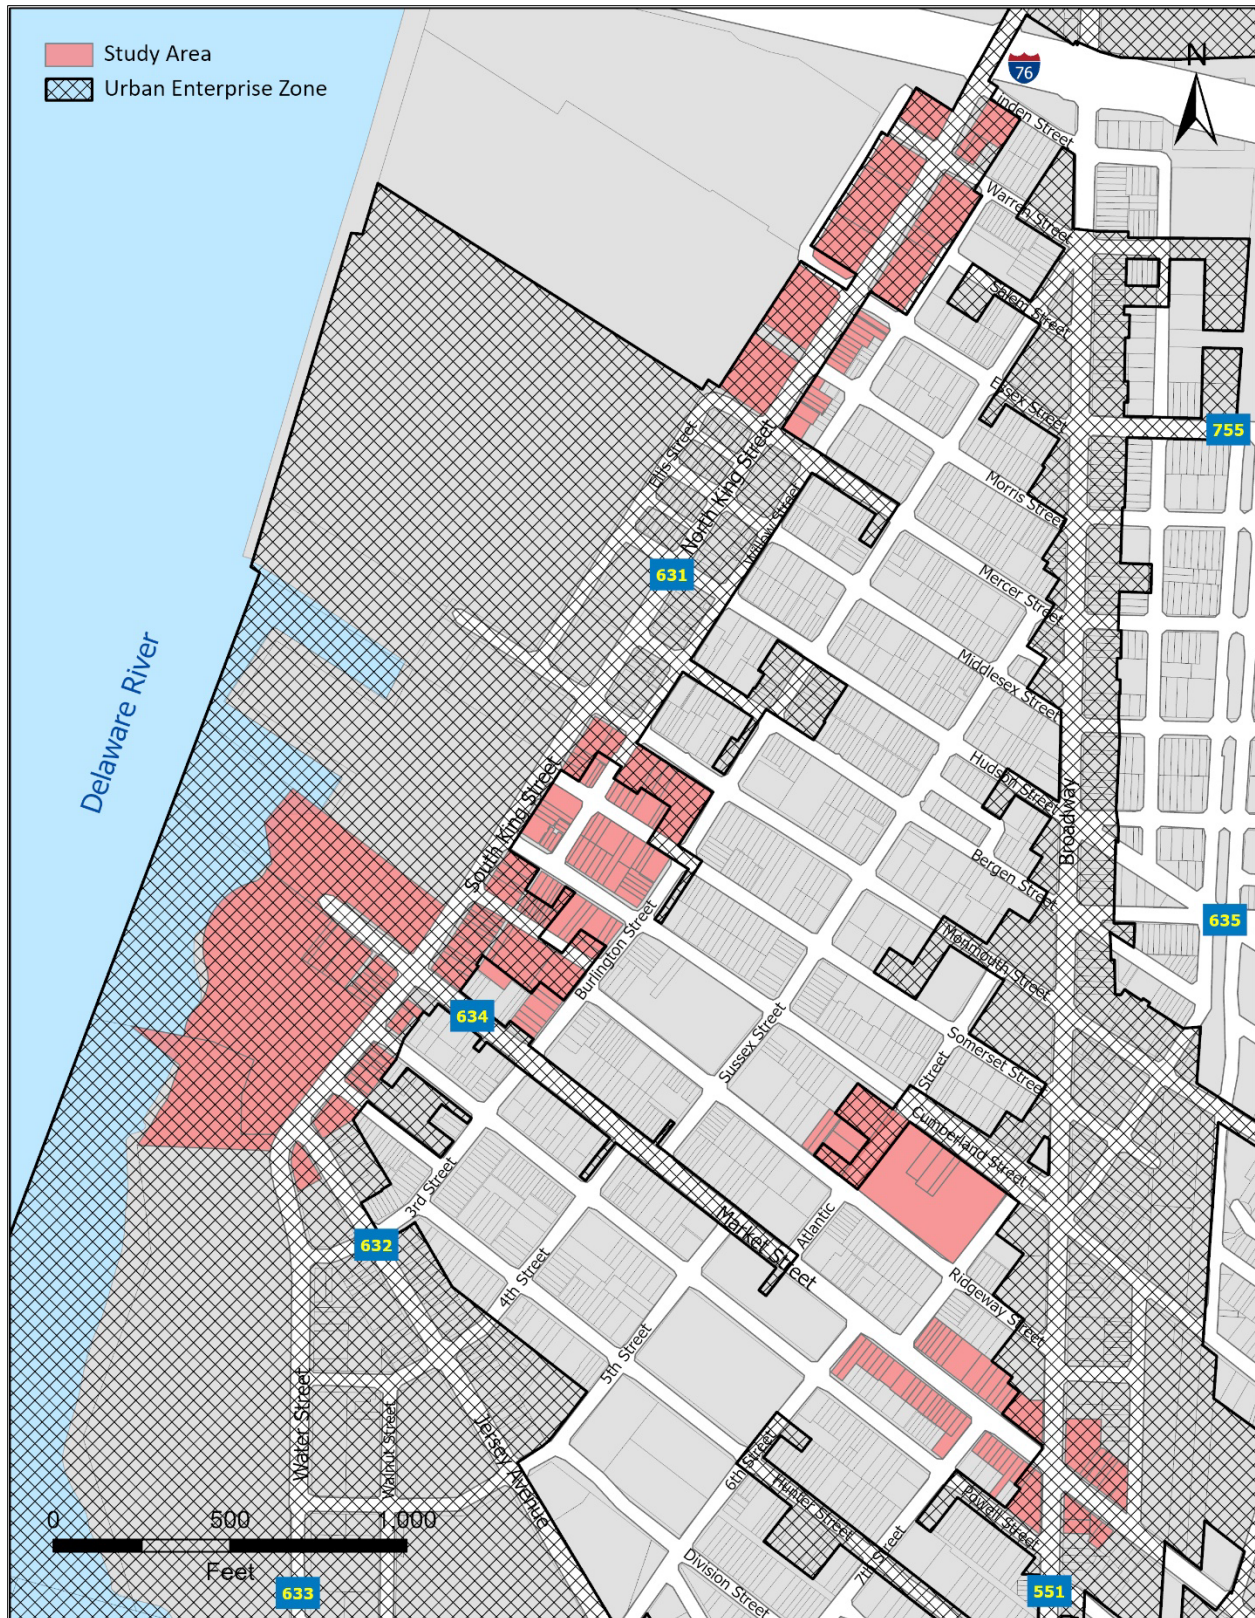 Study Area
Urban Enterprise Zone
N
76
Linden Street
Warren Street
Salem Street
Essex Street
755
Ellis Street
North King Street
Willow Street
Morris Street
631
Mercer Street
Middlesex Street
Delaware River
Hudson Street
South King Street
Broadway
Bergen Street
635
Burlington Street
Monmouth Street
634
Sussex Street
Somerset Street
Street
Cumberland Street
3rd Street
Atlantic
Market Street
632
4th Street
Ridgeway Street
5th Street
Water Street
Walnut Street
Jersey Avenue
6th Street
Hunter Street
Powell Street
0 500 1,000
Feet
7th Street
Division Street
633
551